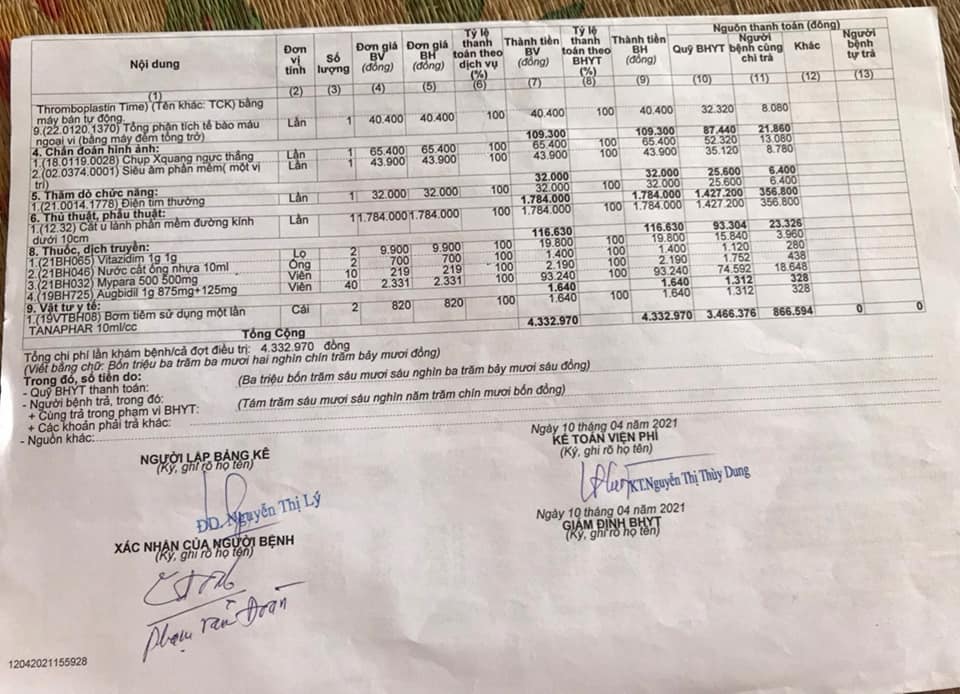 Nội dung Đơn vị tính Số lượng Đơn giá BV (đồng) Đơn giá BH (đồng) Tỷ lệ thanh toán theo dịch vụ (%) Thành tiền BV (đồng) Tỷ lệ thanh toán theo BHYT (%) Thành tiền BH (đồng) Nguồn thanh toán (đồng) Quỹ BHYT Người bệnh cùng chi trả Khác Người bệnh tự trả
(1) (2) (3) (4) (5) (6) (7) (8) (9) (10) (11) (12) (13)
Thromboplastin Time) (Tên khác: TCK) bằng
máy bán tự động.
9.(22.0120.1370) Tổng phân tích tế bào máu Lần 1 40.400 40.400 100 40.400 100 40.400 32.320 8.080
ngoại vi (bằng máy đếm tổng trở)
4. Chẩn đoán hình ảnh: 109.300 109.300 87.440 21.860
1.(18.0119.0028) Chụp Xquang ngực thẳng Lần 1 65.400 65.400 100 65.400 100 65.400 52.320 13.080
2.(02.0374.0001) Siêu âm phần mềm( một vị Lần 1 43.900 43.900 100 43.900 100 43.900 35.120 8.780
trí)
5. Thăm dò chức năng: 32.000 32.000 25.600 6.400
1.(21.0014.1778) Điện tim thường Lần 1 32.000 32.000 100 32.000 100 32.000 25.600 6.400
6. Thủ thuật, phẫu thuật: 1.784.000 1.784.000 1.427.200 356.800
1.(12.32) Cắt u lành phần mềm đường kính Lần 1 1.784.000 1.784.000 100 1.784.000 100 1.784.000 1.427.200 356.800
dưới 10cm
8. Thuốc, dịch truyền: 116.630 116.630 93.304 23.326
1.(21BH065) Vitazidim 1g 1g Lọ 2 9.900 9.900 100 19.800 100 19.800 15.840 3.960
2.(21BH046) Nước cất ống nhựa 10ml Ống 2 700 700 100 1.400 100 1.400 1.120 280
3.(21BH032) Mypara 500 500mg Viên 10 219 219 100 2.190 100 2.190 1.752 438
4.(19BH725) Augbidil 1g 875mg+125mg Viên 40 2.331 2.331 100 93.240 100 93.240 74.592 18.648
9. Vật tư y tế: 1.640 1.640 1.312 328
1.(19VTBH08) Bơm tiêm sử dụng một lần Cái 2 820 820 100 1.640 100 1.640 1.312 328
TANAPHAR 10ml/cc
Tổng Cộng 4.332.970 4.332.970 3.466.376 866.594 0 0
Tổng chi phí lần khám bệnh/cả đợt điều trị: 4.332.970 đồng
(Viết bằng chữ: Bốn triệu ba trăm ba mươi hai nghìn chín trăm bảy mươi đồng)
Trong đó, số tiền do:
- Quỹ BHYT thanh toán: (Ba triệu bốn trăm sáu mươi sáu nghìn ba trăm bảy mươi sáu đồng)
- Người bệnh trả, trong đó:
+ Cùng trả trong phạm vi BHYT: (Tám trăm sáu mươi sáu nghìn năm trăm chín mươi bốn đồng)
+ Các khoản phải trả khác:
- Nguồn khác:
NGƯỜI LẬP BẢNG KÊ
(Ký, ghi rõ họ tên)
ĐD. Nguyễn Thị Lý
XÁC NHẬN CỦA NGƯỜI BỆNH
(Ký, ghi rõ họ tên)
Phạm Văn Đoàn
Ngày 10 tháng 04 năm 2021
KẾ TOÁN VIỆN PHÍ
(Ký, ghi rõ họ tên)
KT.Nguyễn Thị Thùy Dung
Ngày 10 tháng 04 năm 2021
GIÁM ĐỊNH BHYT
(Ký, ghi rõ họ tên)
12042021155928